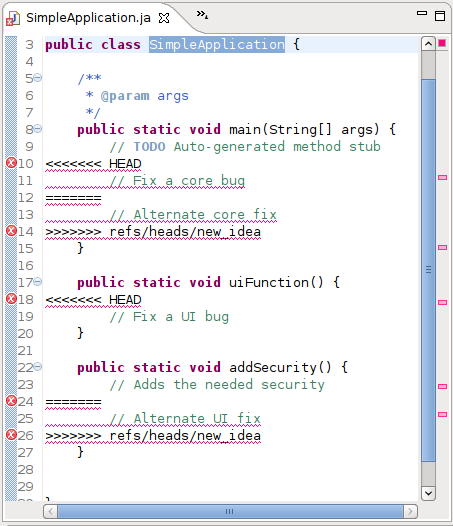 SimpleApplication.ja
3 public class SimpleApplication {
4
5 /**
6 * @param args
7 */
8 public static void main(String[] args) {
9 // TODO Auto-generated method stub
10 <<<<<<< HEAD
11 // Fix a core bug
12 =======
13 // Alternate core fix
14 >>>>>>> refs/heads/new_idea
15 }
16
17 public static void uiFunction() {
18 <<<<<<< HEAD
19 // Fix a UI bug
20 }
21
22 public static void addSecurity() {
23 // Adds the needed security
24 =======
25 // Alternate UI fix
26 >>>>>>> refs/heads/new_idea
27 }
28
29